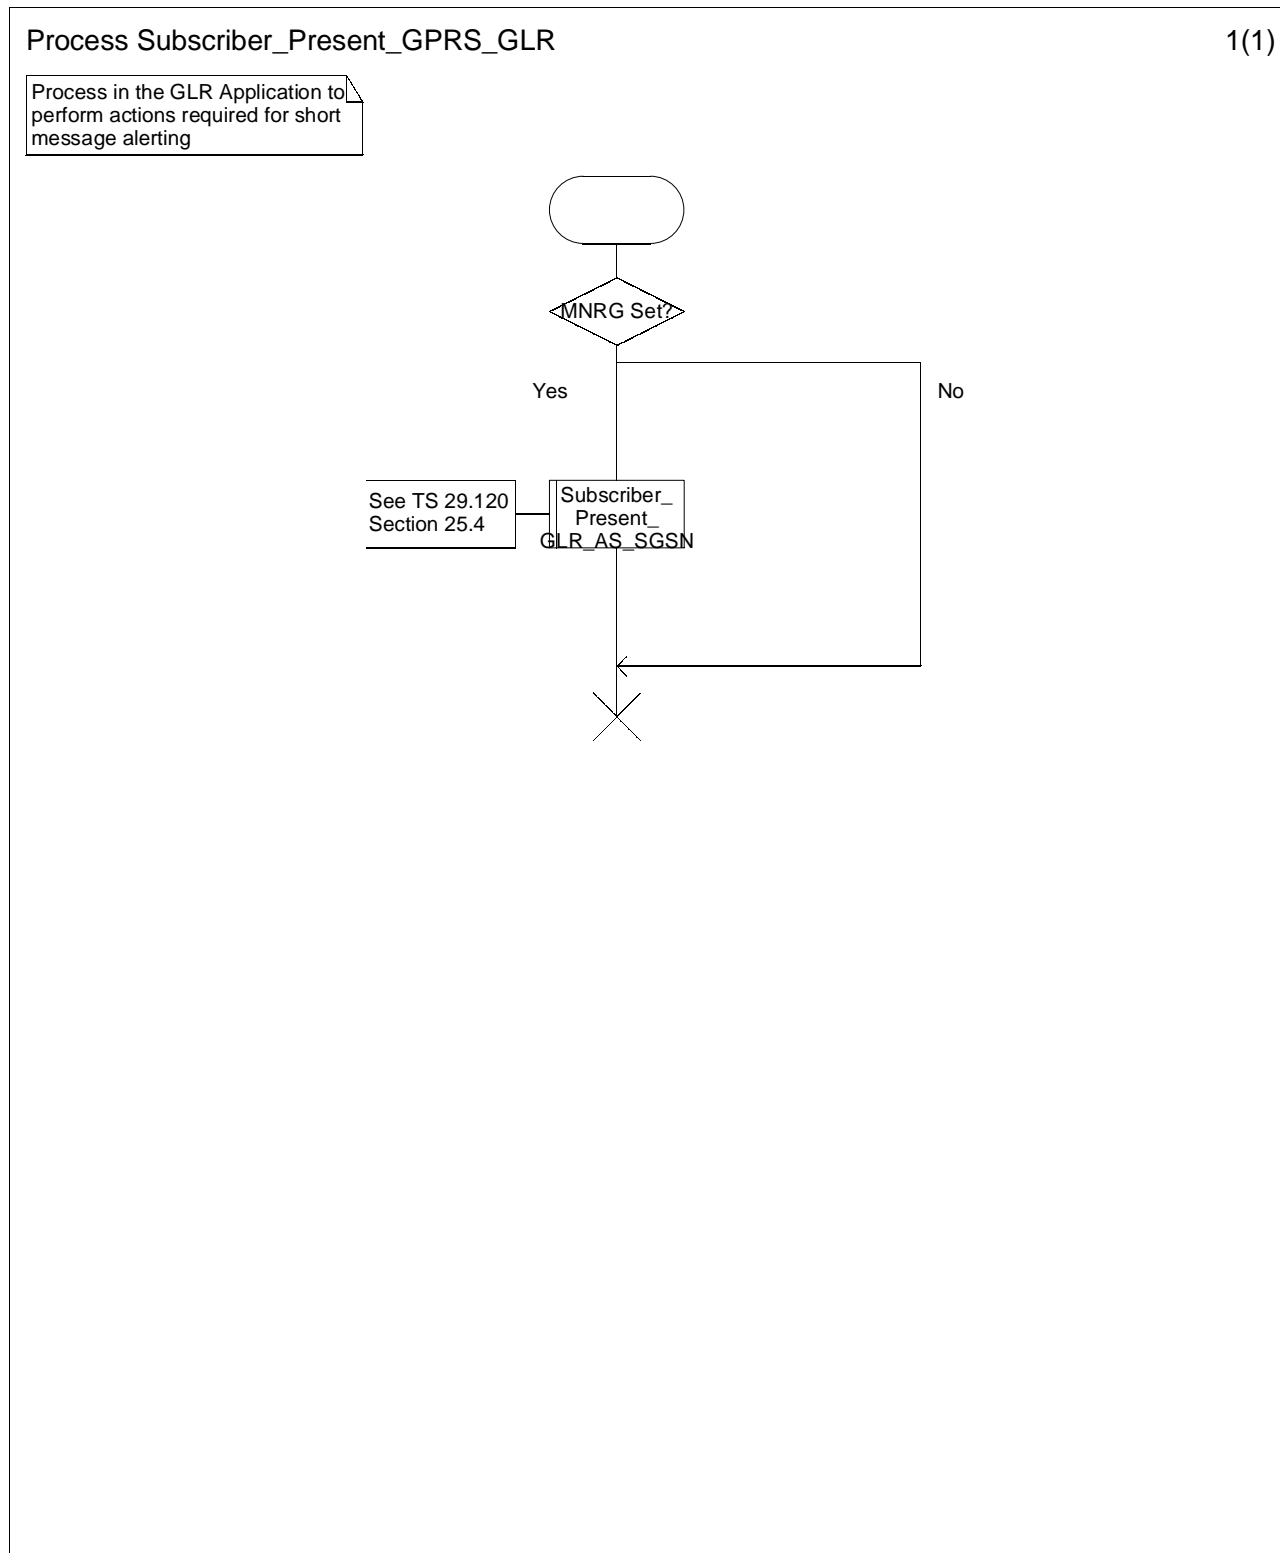 Process Subscriber_Present_GPRS_GLR
1(1)
Process in the GLR Application to
perform actions required for short
message alerting
MNRG Set?
Yes
No
See TS 29.120
Section 25.4
Subscriber_
Present_
GLR_AS_SGSN